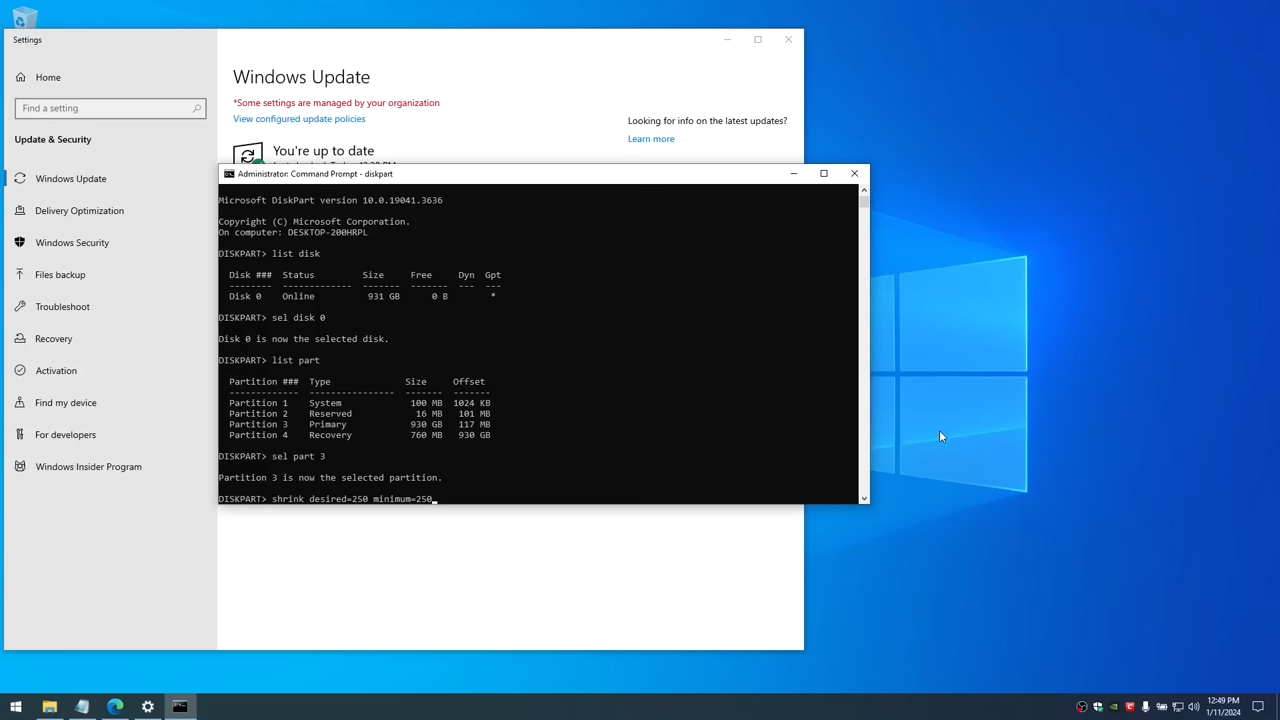 Settings
Home
Find a setting
Update & Security
Windows Update
Delivery Optimization
Windows Security
Files backup
Troubleshoot
Recovery
Activation
Find my device
For developers
Windows Insider Program
Windows Update
*Some settings are managed by your organization
View configured update policies
You're up to date
Looking for info on the latest updates?
Learn more
Administrator: Command Prompt - diskpart
Microsoft DiskPart version 10.0.19041.3636
Copyright (C) Microsoft Corporation.
On computer: DESKTOP-200HRPL
DISKPART> list disk
Disk ### Status Size Free Dyn Gpt
-------- ------------- ------- ------- --- ---
Disk 0 Online 931 GB 0 B *
DISKPART> sel disk 0
Disk 0 is now the selected disk.
DISKPART> list part
Partition ### Type Size Offset
------------- ---------------- ------- -------
Partition 1 System 100 MB 1024 KB
Partition 2 Reserved 16 MB 101 MB
Partition 3 Primary 930 GB 117 MB
Partition 4 Recovery 760 MB 930 GB
DISKPART> sel part 3
Partition 3 is now the selected partition.
DISKPART> shrink desired=250 minimum=250_
12:49 PM
1/11/2024